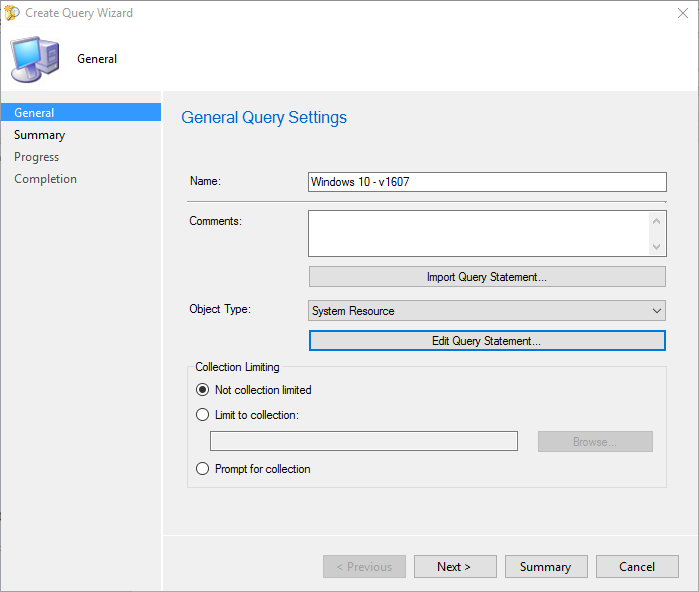 Create Query Wizard
General
General
Summary
Progress
Completion
General Query Settings
Name:
Windows 10 - v1607
Comments:
Import Query Statement...
Object Type:
System Resource
Edit Query Statement...
Collection Limiting
Not collection limited
Limit to collection:
Browse...
Prompt for collection
< Previous
Next >
Summary
Cancel